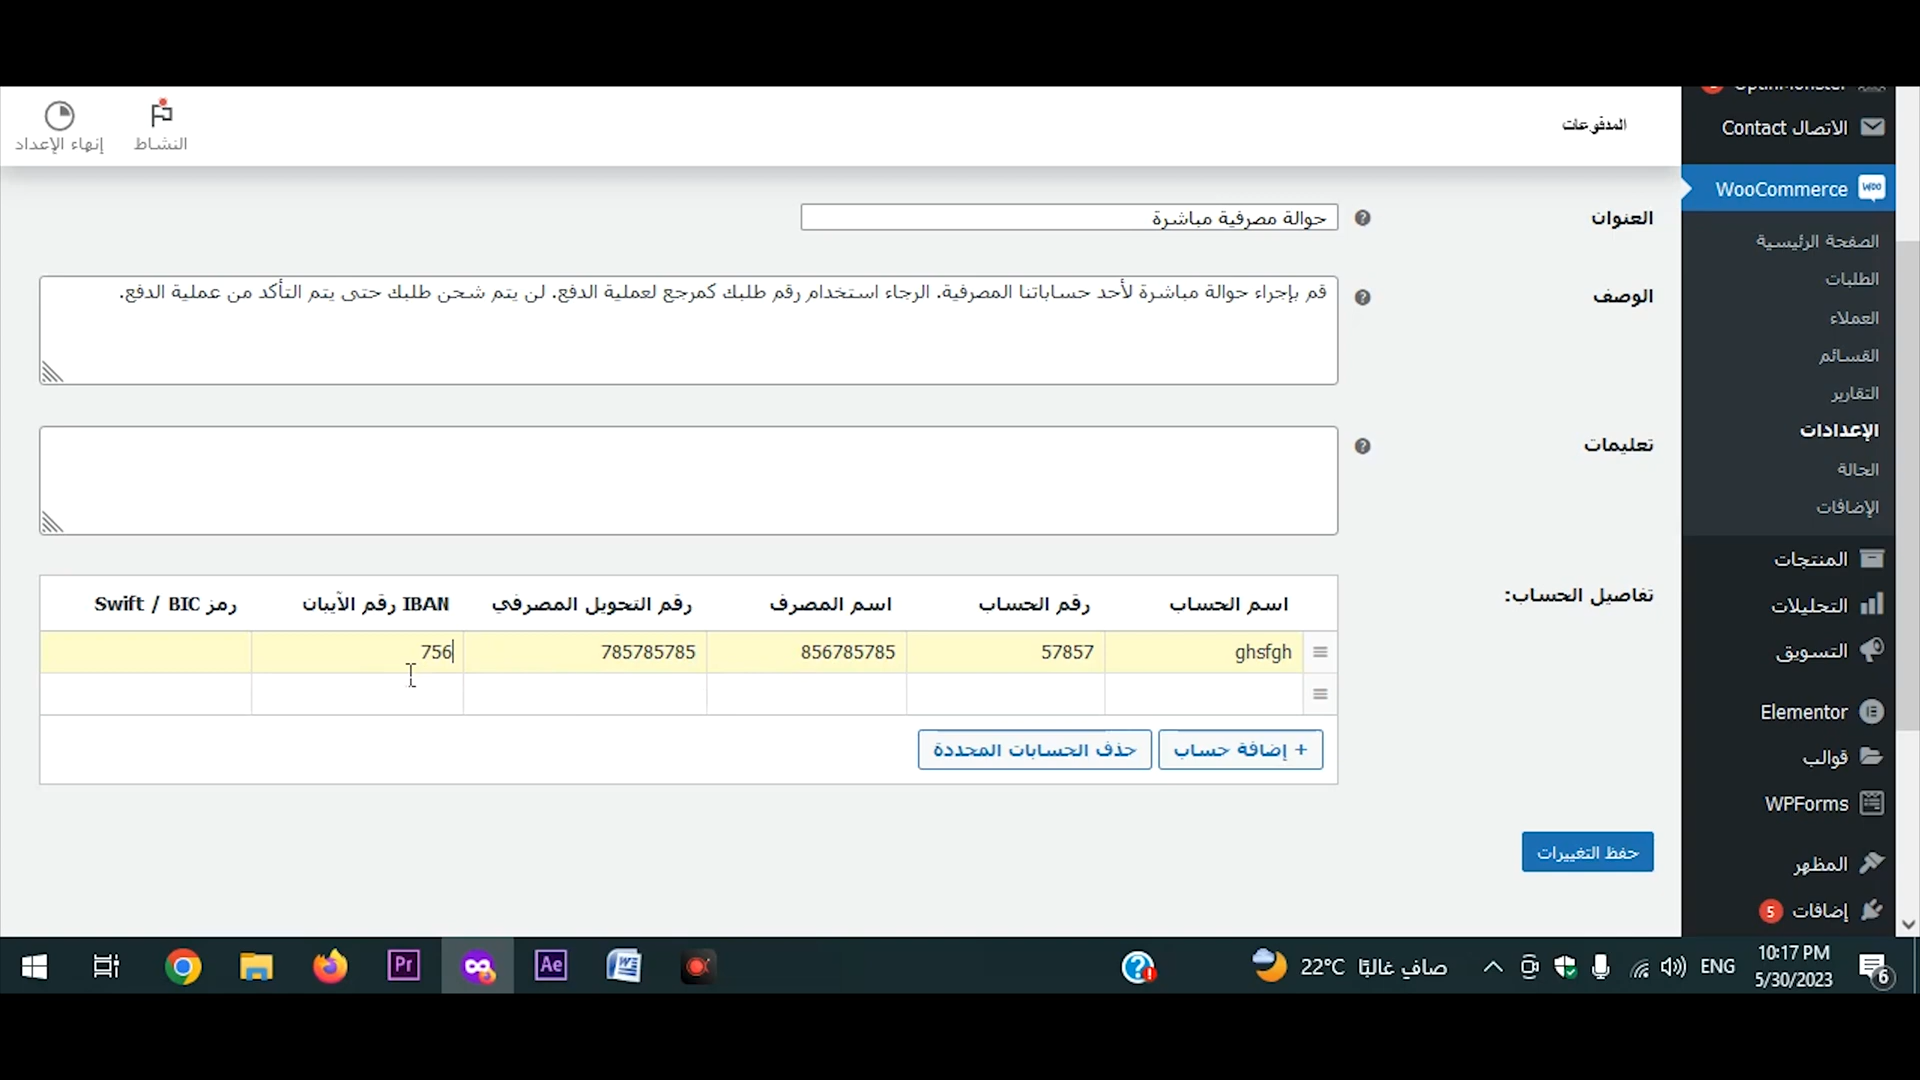 المدفوعات
النشاط
إنهاء الإعداد
العنوان
حوالة مصرفية مباشرة
الوصف
قم بإجراء حوالة مباشرة لأحد حساباتنا المصرفية. الرجاء استخدام رقم طلبك كمرجع لعملية الدفع. لن يتم شحن طلبك حتى يتم التأكد من عملية الدفع.
تعليمات
تفاصيل الحساب:
اسم الحساب رقم الحساب اسم المصرف رقم التحويل المصرفي IBAN رقم الآيبان رمز Swift / BIC
ghsfgh 57857 856785785 785785785 756
+ إضافة حساب
حذف الحسابات المحددة
حفظ التغييرات
OptinMonster
الاتصال Contact
WooCommerce
الصفحة الرئيسية
الطلبات
العملاء
القسائم
التقارير
الإعدادات
الحالة
الإضافات
المنتجات
التحليلات
التسويق
Elementor
قوالب
WPForms
المظهر
إضافات 5
Pr
Ae
22°C صافٍ غالبًا
ENG
10:17 PM
5/30/2023
6